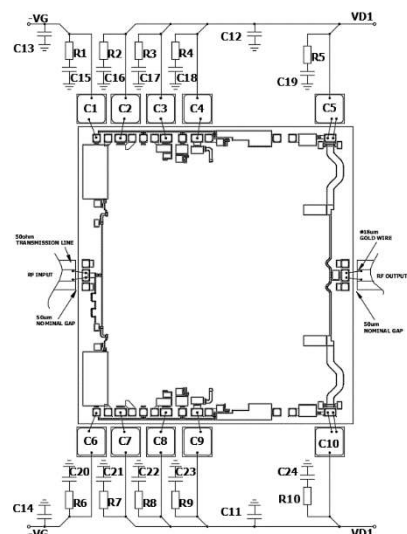 -VG VD1
C13 C12
R1 R2 R3 R4 R5
C15 C16 C17 C18 C19
C1 C2 C3 C4 C5
50ohm
TRANSMISSION LINE
RF INPUT
50um
NOMINAL GAP
#18um
GOLD WIRE
RF OUTPUT
50um
NOMINAL GAP
C6 C7 C8 C9 C10
C20 C21 C22 C23 C24
R6 R7 R8 R9 R10
C14 C11
-VG VD1